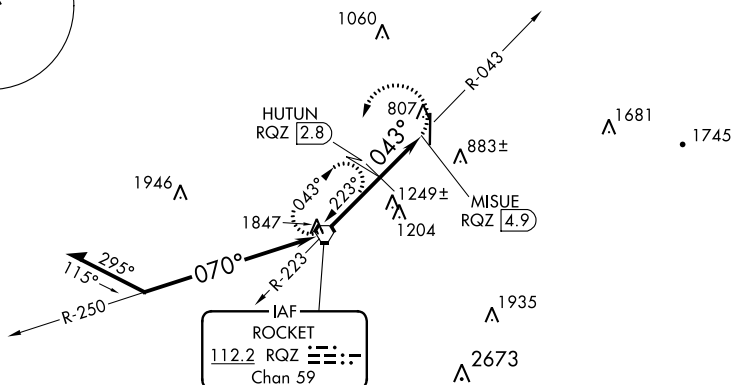 1060
R-043
HUTUN
RQZ 2.8
807
043°
1681
1745
883±
1946
043°
223°
1249±
1204
MISUE
RQZ 4.9
1847
070°
295°
115°
R-250
R-223
IAF
ROCKET
112.2 RQZ
Chan 59
1935
2673